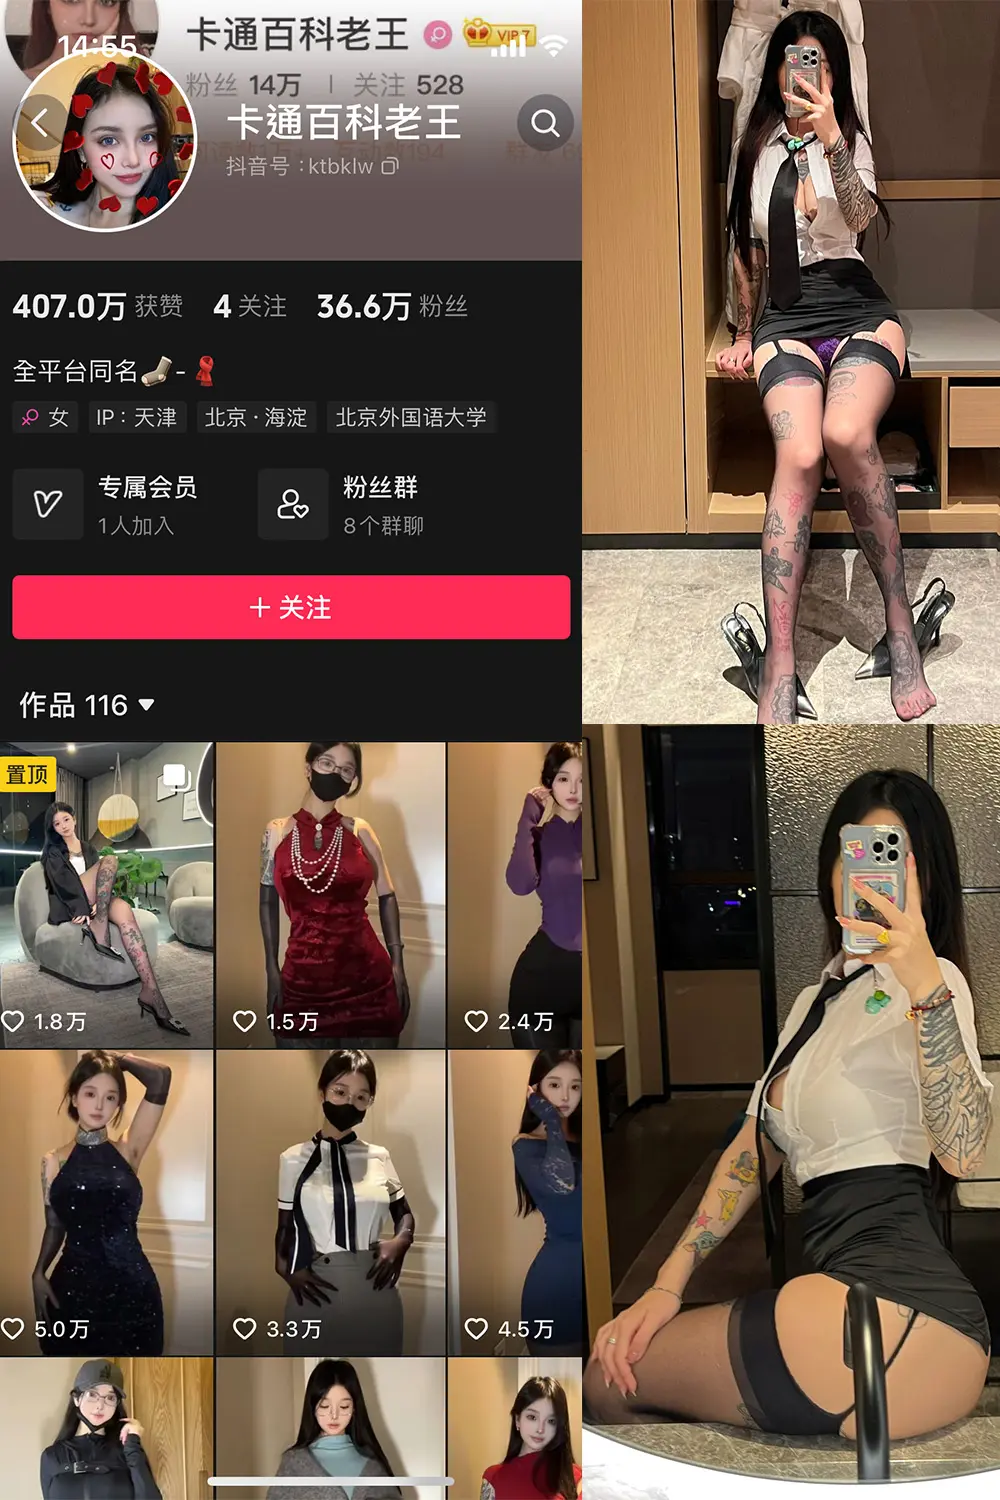 卡通百科老王
VIP 7
14:55
粉丝 14万 | 关注 528
卡通百科老王
抖音号：ktbklw
407.0万 获赞 4 关注 36.6万 粉丝
全平台同名
女
IP：天津
北京·海淀
北京外国语大学
专属会员
1人加入
粉丝群
8个群聊
+ 关注
作品 116
置顶
1.8万
1.5万
2.4万
5.0万
3.3万
4.5万